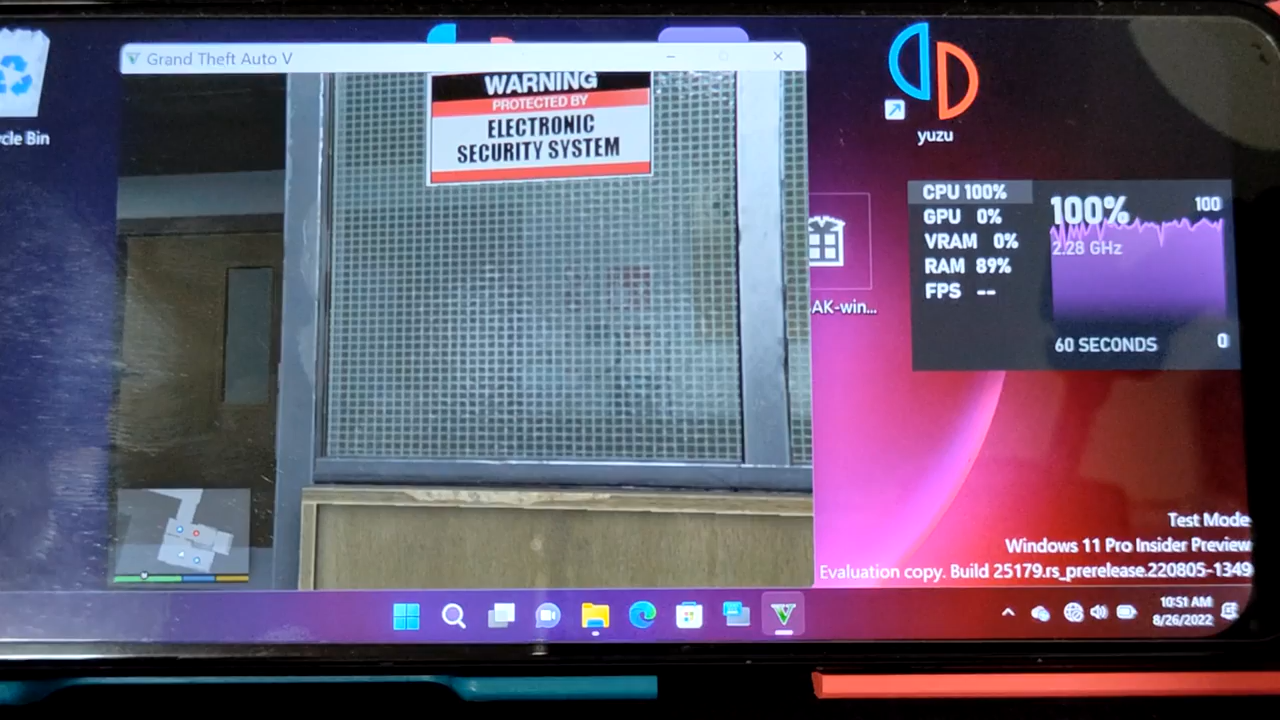 Grand Theft Auto V
WARNING
PROTECTED BY
ELECTRONIC
SECURITY SYSTEM
cle Bin
yuzu
AK-win...
CPU 100%
GPU 0%
VRAM 0%
RAM 89%
FPS --
100%
100
2.28 GHz
60 SECONDS
0
Test Mode
Windows 11 Pro Insider Preview
Evaluation copy. Build 25179.rs_prerelease.220805-1349
10:51 AM
8/26/2022